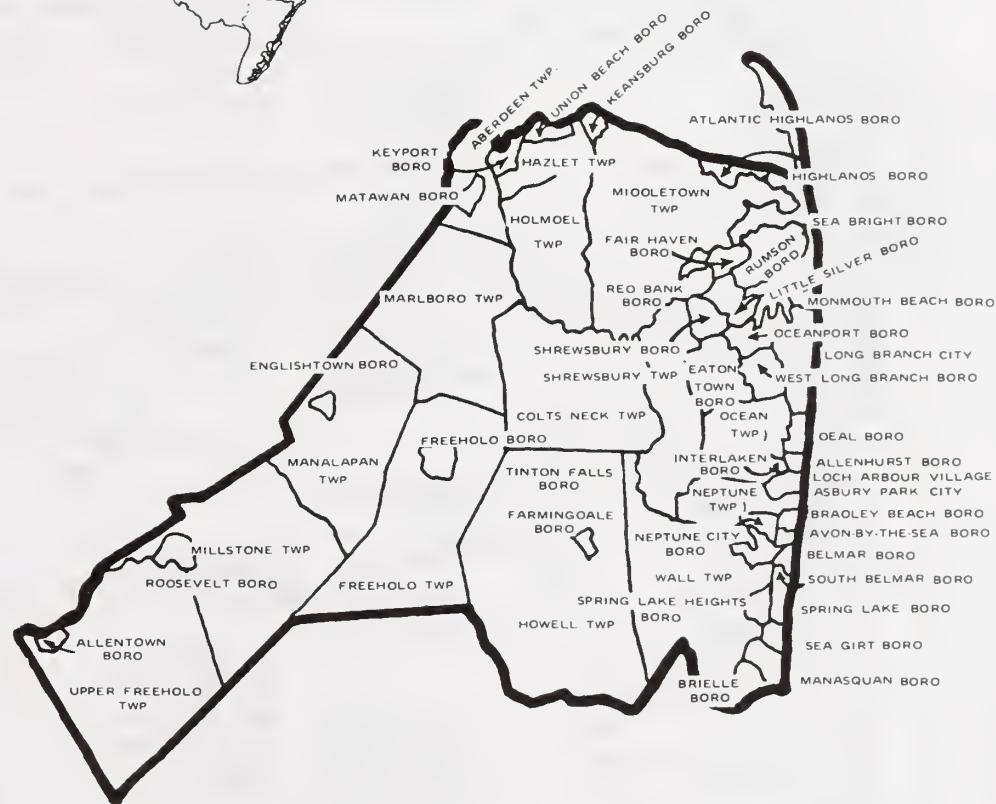 ABERDEEN TWP.
UNION BEACH BORO
KEANSBURG BORO
ATLANTIC HIGHLANOS BORO
KEYPORT
BORO
HAZLET TWP
HIGHLANOS BORO
MATAWAN BORO
MIOOLETOWN
TWP
HOLMOEL
TWP
SEA BRIGHT BORO
FAIR HAVEN
BORO
RUMSON
BORD
LITTLE SILVER BORO
REO BANK
BORO
MARLBORO TWP
MONMOUTH BEACH BORO
OCEANPORT BORO
SHREWSBURY BORO
LONG BRANCH CITY
ENGLISHTOWN BORO
SHREWSBURY TWP
EATON
TOWN
BORO
WEST LONG BRANCH BORO
COLTS NECK TWP
OCEAN
TWP)
OEAL BORO
FREEHOLO BORO
MANALAPAN
TWP
TINTON FALLS
BORO
INTERLAKEN
BORO
ALLENHURST BORO
LOCH ARBOUR VILLAGE
ASBURY PARK CITY
NEPTUNE
TWP)
FARMINGOALE
BORO
BRAOLEY BEACH BORO
AVON-BY-THE-SEA BORO
NEPTUNE CITY
BORO
MILLSTONE TWP
BELMAR BORO
ROOSEVELT BORO
FREEHOLO TWP
WALL TWP
SOUTH BELMAR BORO
SPRING LAKE HEIGHTS
BORO
SPRING LAKE BORO
HOWELL TWP
ALLENTOWN
BORO
SEA GIRT BORO
UPPER FREEHOLO
TWP
BRIELLE
BORO
MANASQUAN BORO